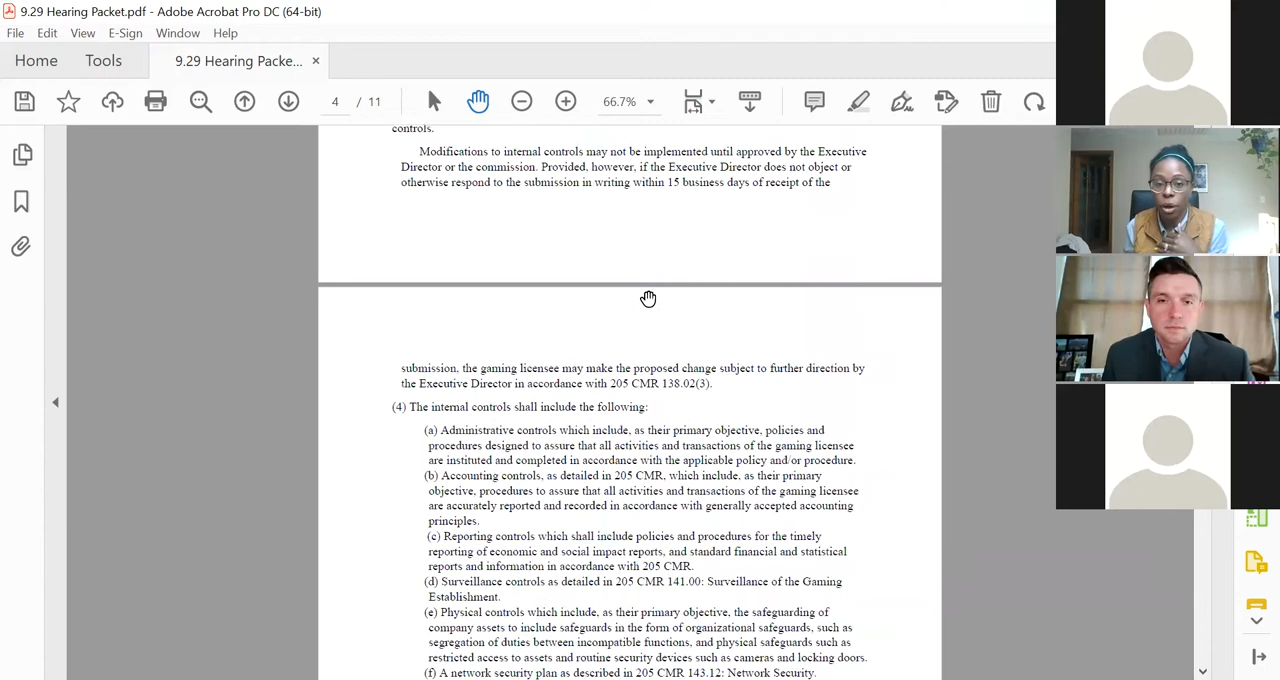 9.29 Hearing Packet.pdf - Adobe Acrobat Pro DC (64-bit)
File Edit View E-Sign Window Help
Home Tools 9.29 Hearing Packe... ×
4 / 11 66.7%
controls.
Modifications to internal controls may not be implemented until approved by the Executive
Director or the commission. Provided, however, if the Executive Director does not object or
otherwise respond to the submission in writing within 15 business days of receipt of the
submission, the gaming licensee may make the proposed change subject to further direction by
the Executive Director in accordance with 205 CMR 138.02(3).
(4) The internal controls shall include the following:
(a) Administrative controls which include, as their primary objective, policies and
procedures designed to assure that all activities and transactions of the gaming licensee
are instituted and completed in accordance with the applicable policy and/or procedure.
(b) Accounting controls, as detailed in 205 CMR, which include, as their primary
objective, procedures to assure that all activities and transactions of the gaming licensee
are accurately reported and recorded in accordance with generally accepted accounting
principles.
(c) Reporting controls which shall include policies and procedures for the timely
reporting of economic and social impact reports, and standard financial and statistical
reports and information in accordance with 205 CMR.
(d) Surveillance controls as detailed in 205 CMR 141.00: Surveillance of the Gaming
Establishment.
(e) Physical controls which include, as their primary objective, the safeguarding of
company assets to include safeguards in the form of organizational safeguards, such as
segregation of duties between incompatible functions, and physical safeguards such as
restricted access to assets and routine security devices such as cameras and locking doors.
(f) A network security plan as described in 205 CMR 143.12: Network Security.